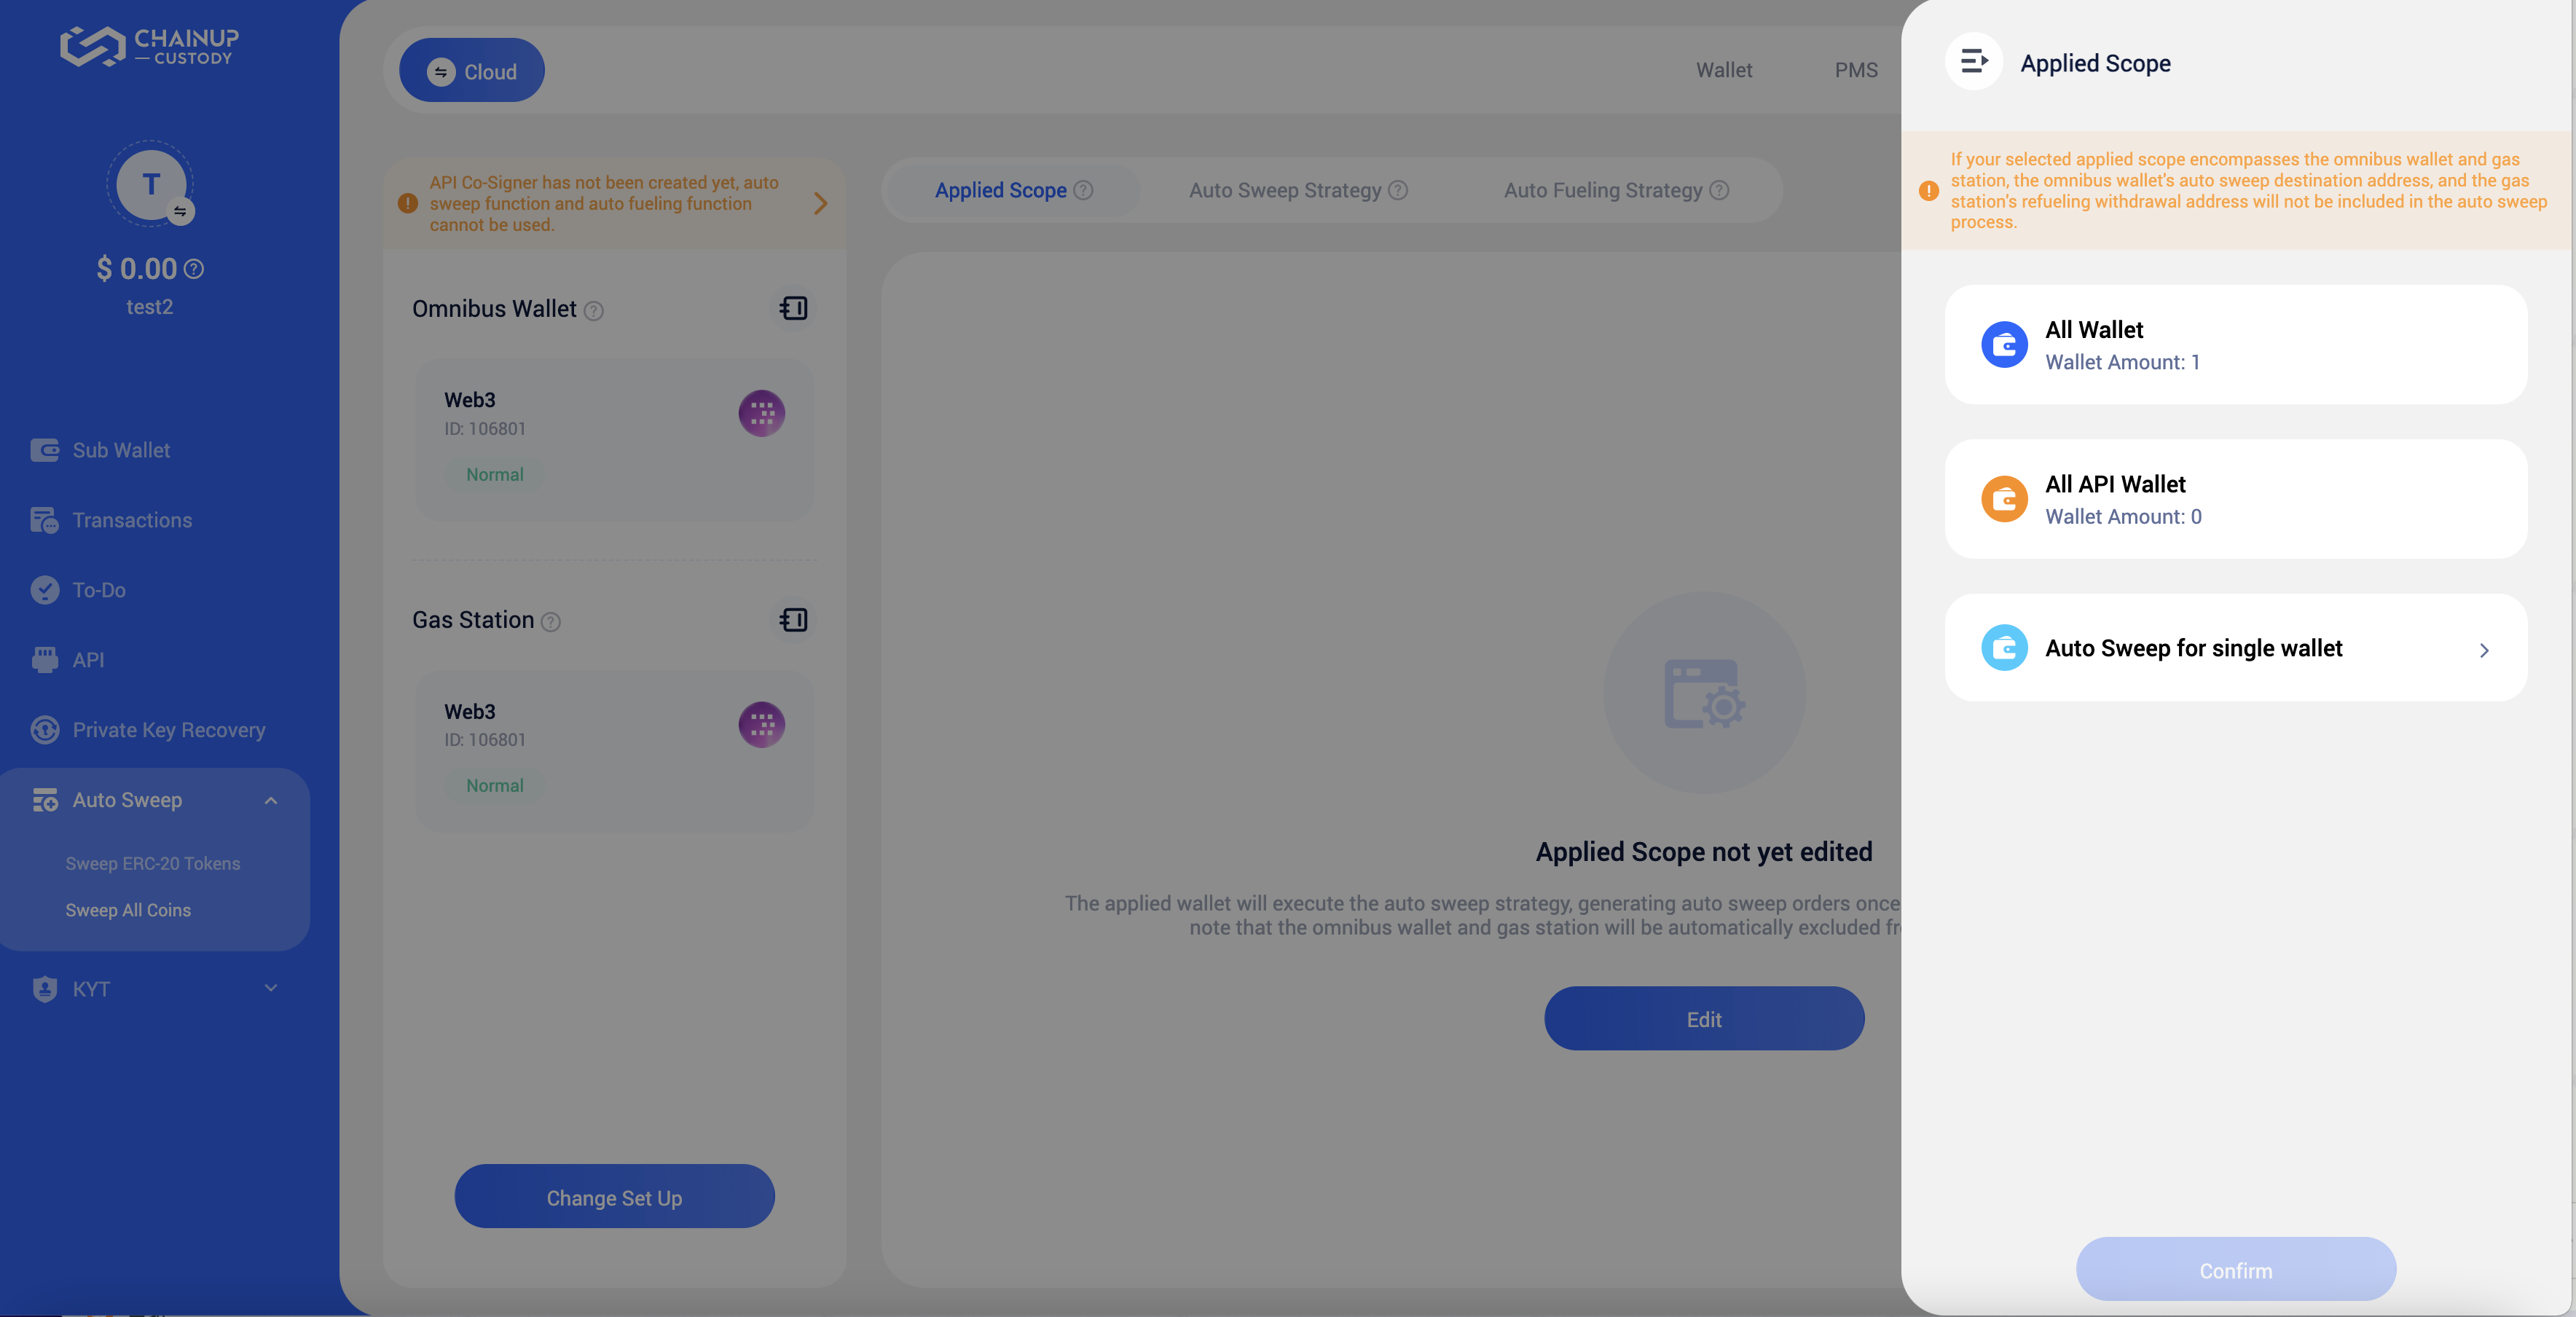 CHAINUP
CUSTODY
T
$ 0.00
test2
Sub Wallet
Transactions
To-Do
API
Private Key Recovery
Auto Sweep
Sweep ERC-20 Tokens
Sweep All Coins
KYT
Cloud
Wallet
PMS
API Co-Signer has not been created yet, auto
sweep function and auto fueling function
cannot be used.
Omnibus Wallet
Web3
ID: 106801
Normal
Gas Station
Web3
ID: 106801
Normal
Change Set Up
Applied Scope
Auto Sweep Strategy
Auto Fueling Strategy
Applied Scope not yet edited
The applied wallet will execute the auto sweep strategy, generating auto sweep orders once
note that the omnibus wallet and gas station will be automatically excluded
Edit
Applied Scope
If your selected applied scope encompasses the omnibus wallet and gas
station, the omnibus wallet's auto sweep destination address, and the gas
station's refueling withdrawal address will not be included in the auto sweep
process.
All Wallet
Wallet Amount: 1
All API Wallet
Wallet Amount: 0
Auto Sweep for single wallet
Confirm